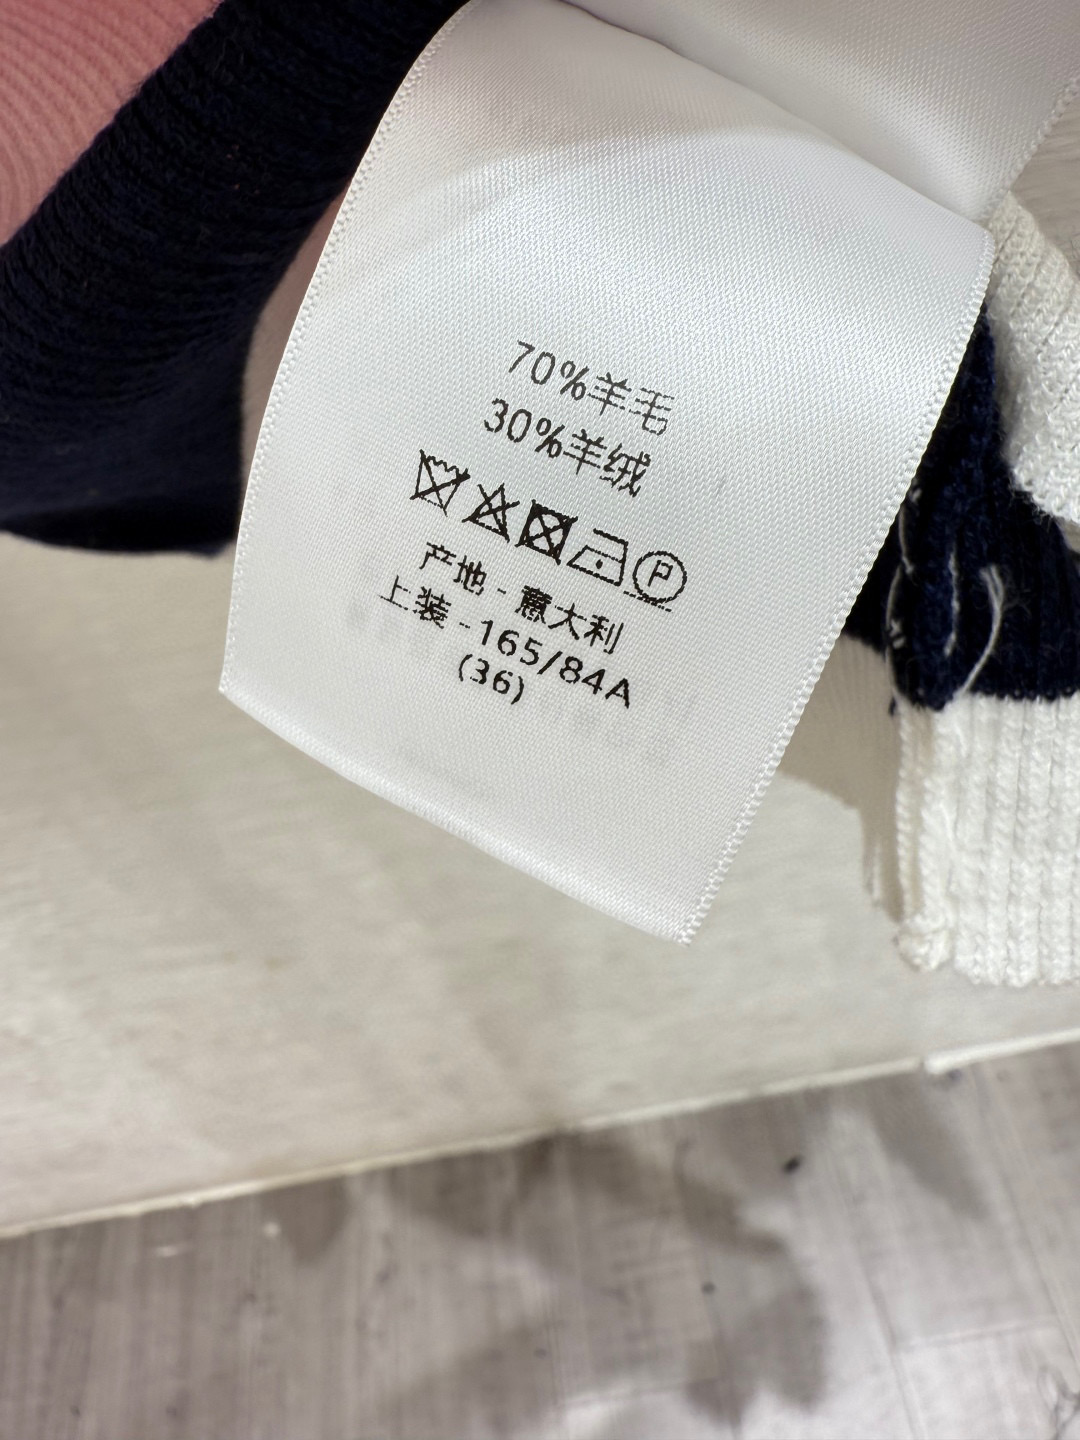 70%羊毛
30%羊绒
P
产地 - 意大利
上装 -165/84A
(36)